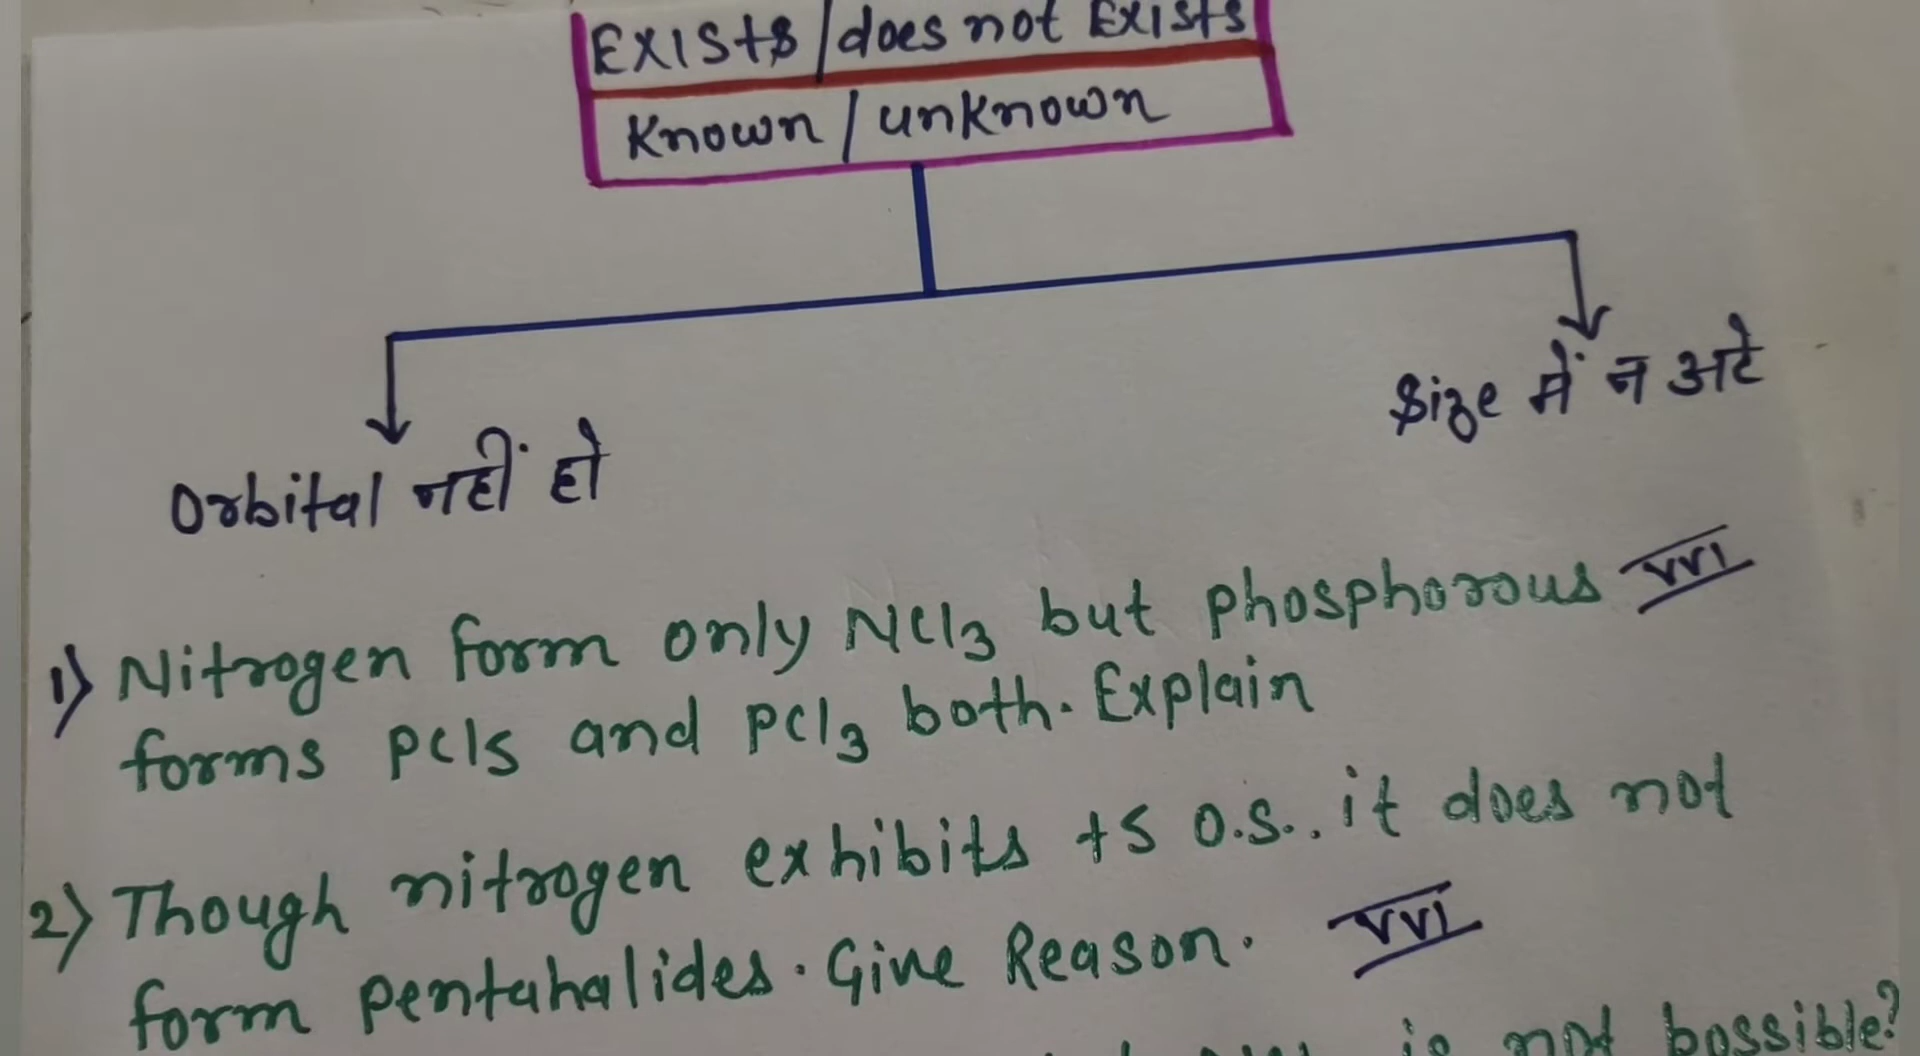 Exists/does not Exists
Known/unknown
Size में न अटे
Orbital नहीं हो
1) Nitrogen form only NCl3 but phosphorous VVI
forms PCl5 and PCl3 both. Explain
2) Though nitrogen exhibits +5 O.S.. it does not
form pentahalides. Give Reason. VVI
is not possible?